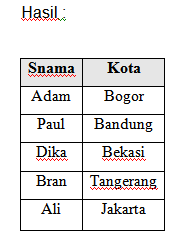 Hasil :
Snama Kota
Adam Bogor
Paul Bandung
Dika Bekasi
Bran Tangerang
Ali Jakarta